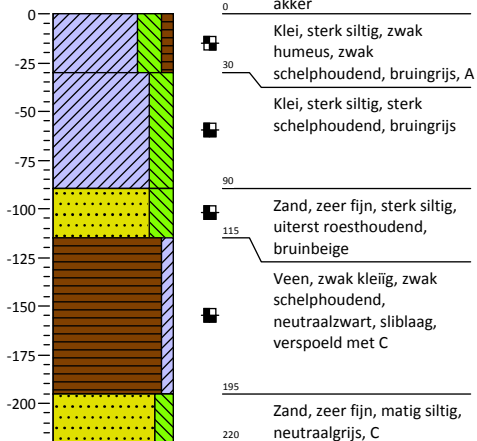 0
-25
-50
-75
-100
-125
-150
-175
-200
0
akker
Klei, sterk siltig, zwak
humeus, zwak
schelphoudend, bruingrijs, A
30
Klei, sterk siltig, sterk
schelphoudend, bruingrijs
90
Zand, zeer fijn, sterk siltig,
uiterst roesthoudend,
bruinbeige
115
Veen, zwak kleiïg, zwak
schelphoudend,
neutraalzwart, sliblaag,
verspoeld met C
195
Zand, zeer fijn, matig siltig,
neutraalgrijs, C
220